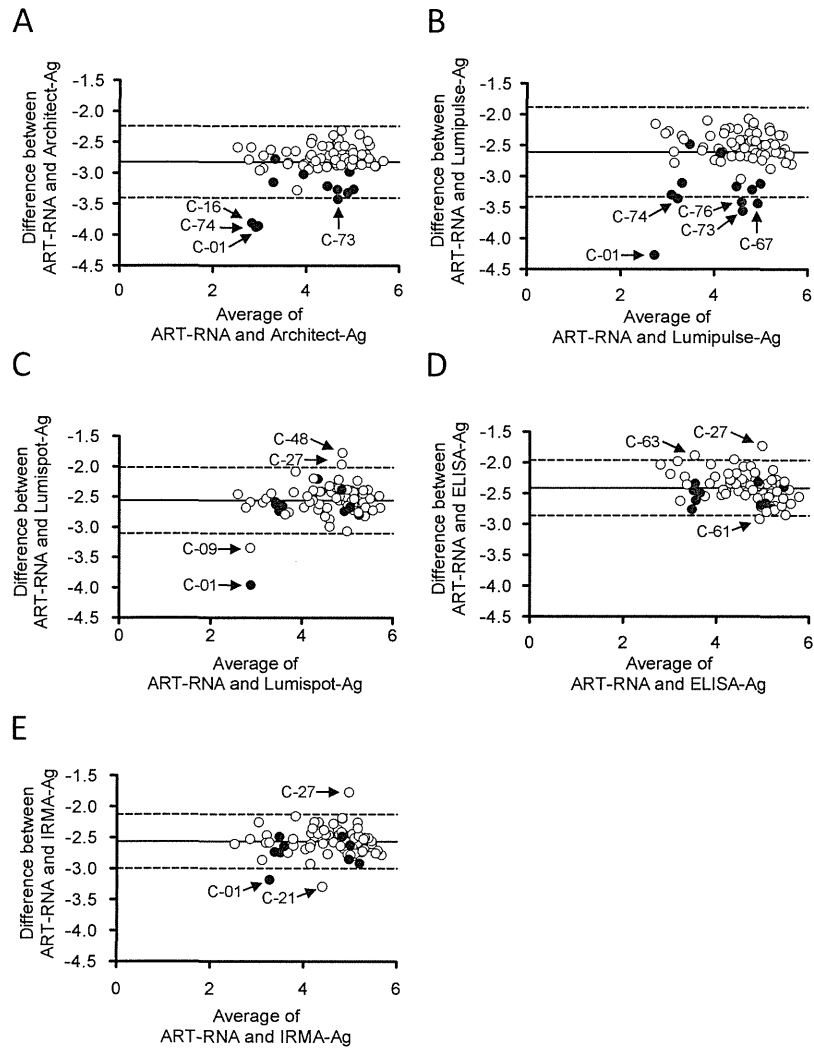 A
Difference between
ART-RNA and Architect-Ag
-1.5
-2.0
-2.5
-3.0
-3.5
-4.0
-4.5
C-16
C-74
C-01
C-73
0 2 4 6
Average of
ART-RNA and Architect-Ag
B
Difference between
ART-RNA and Lumipulse-Ag
-1.5
-2.0
-2.5
-3.0
-3.5
-4.0
-4.5
C-74
C-76
C-73
C-67
C-01
0 2 4 6
Average of
ART-RNA and Lumipulse-Ag
C
Difference between
ART-RNA and Lumispot-Ag
-1.5
-2.0
-2.5
-3.0
-3.5
-4.0
-4.5
C-48
C-27
C-09
C-01
0 2 4 6
Average of
ART-RNA and Lumispot-Ag
D
Difference between
ART-RNA and ELISA-Ag
-1.5
-2.0
-2.5
-3.0
-3.5
-4.0
-4.5
C-63
C-27
C-61
0 2 4 6
Average of
ART-RNA and ELISA-Ag
E
Difference between
ART-RNA and IRMA-Ag
-1.5
-2.0
-2.5
-3.0
-3.5
-4.0
-4.5
C-27
C-01
C-21
0 2 4 6
Average of
ART-RNA and IRMA-Ag